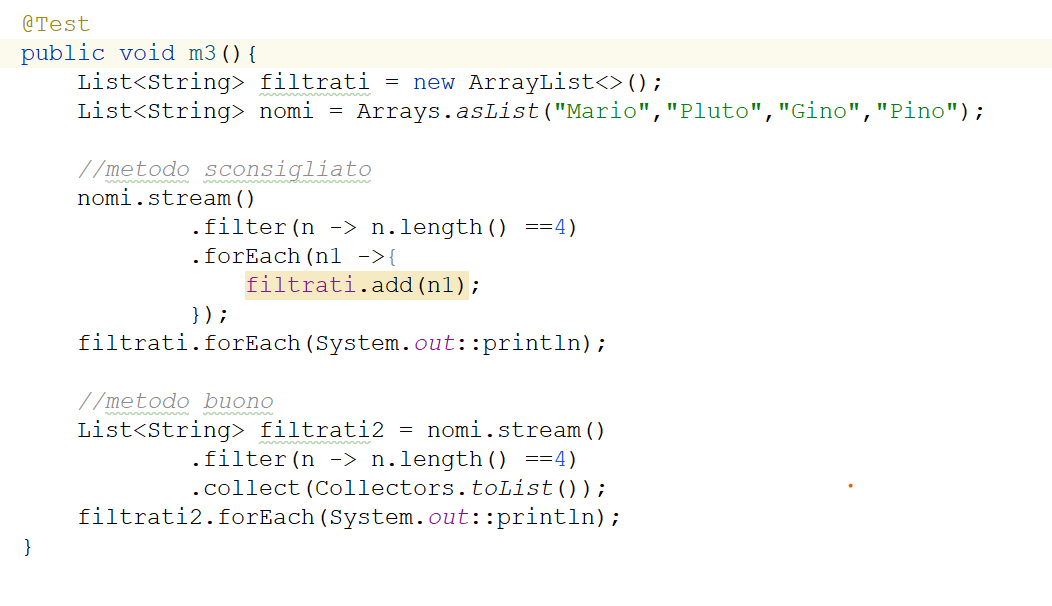 @Test
public void m3(){
    List<String> filtrati = new ArrayList<>();
    List<String> nomi = Arrays.asList("Mario","Pluto","Gino","Pino");

    //metodo sconsigliato
    nomi.stream()
            .filter(n -> n.length() ==4)
            .forEach(n1 ->{
                filtrati.add(n1);
            });
    filtrati.forEach(System.out::println);

    //metodo buono
    List<String> filtrati2 = nomi.stream()
            .filter(n -> n.length() ==4)
            .collect(Collectors.toList());
    filtrati2.forEach(System.out::println);
}